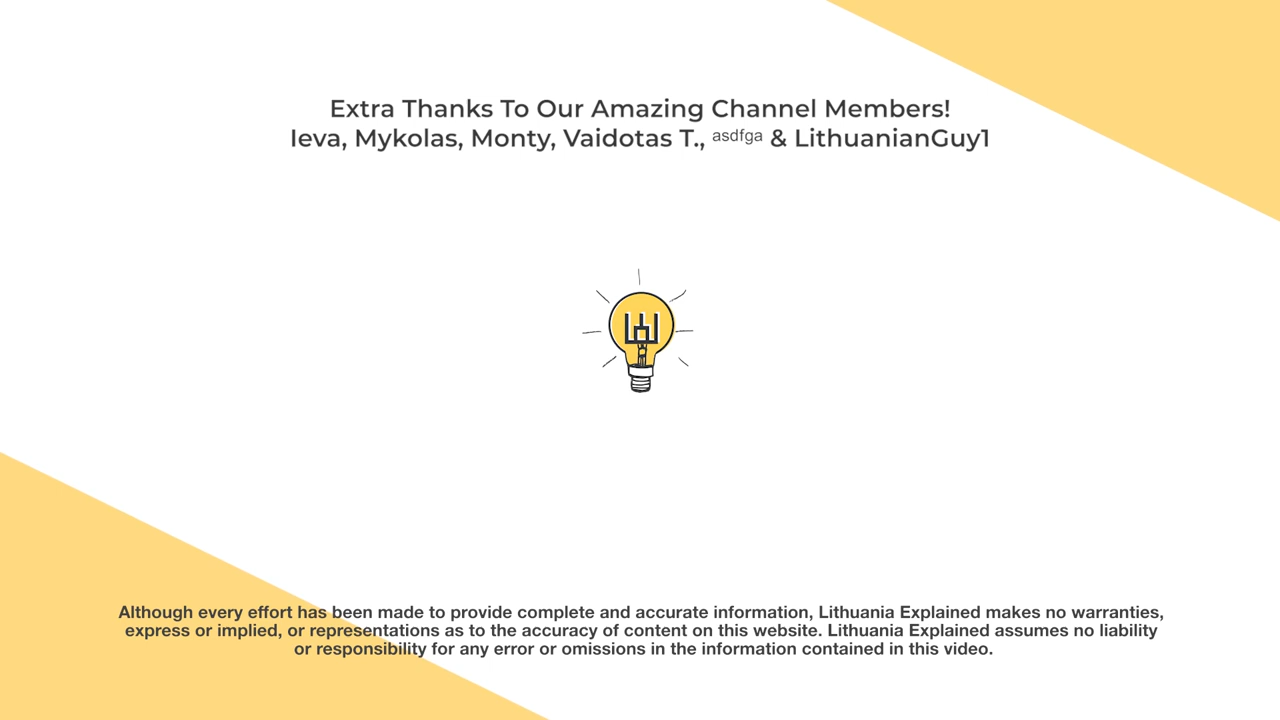 Extra Thanks To Our Amazing Channel Members!
Ieva, Mykolas, Monty, Vaidotas T., asdfga & LithuanianGuy1
Although every effort has been made to provide complete and accurate information, Lithuania Explained makes no warranties,
express or implied, or representations as to the accuracy of content on this website. Lithuania Explained assumes no liability
or responsibility for any error or omissions in the information contained in this video.